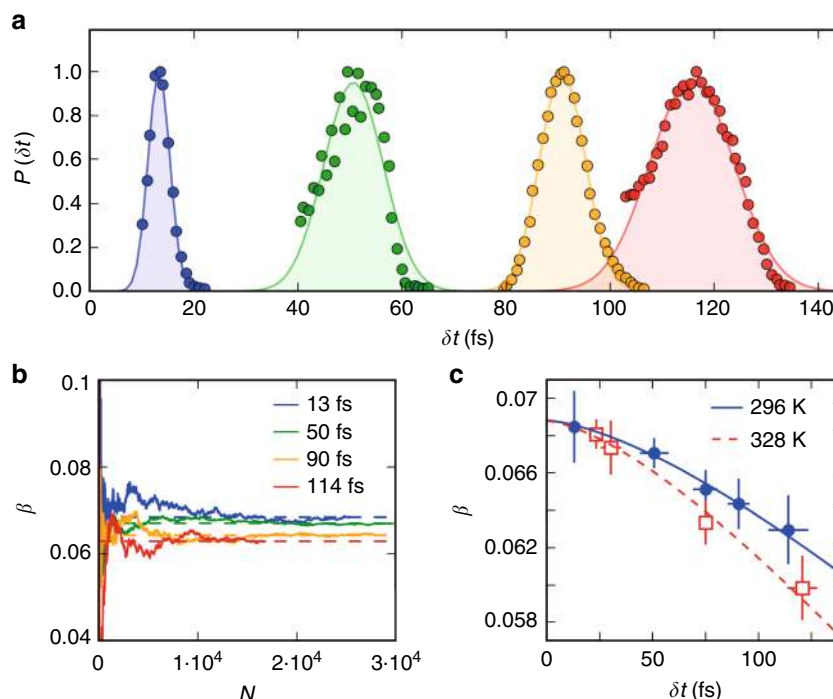 a
1.0
0.8
0.6
0.4
0.2
0.0
P (δt)
0 20 40 60 80 100 120 140
δt (fs)
b
0.1
0.08
0.06
0.04
β
13 fs
50 fs
90 fs
114 fs
0 1·10⁴ 2·10⁴ 3·10⁴
N
c
0.07
0.066
0.062
0.058
β
296 K
328 K
0 50 100
δt (fs)